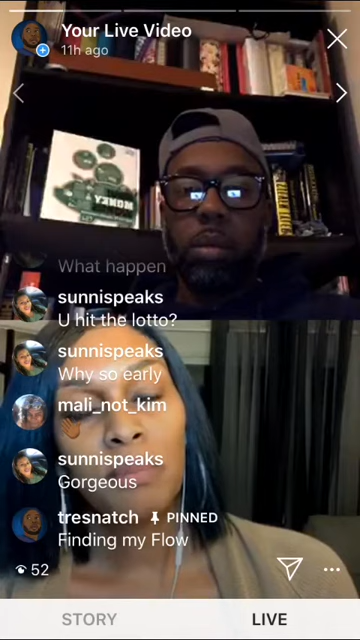 Your Live Video
11h ago
MONEY
What happen
sunnispeaks
U hit the lotto?
sunnispeaks
Why so early
mali_not_kim
sunnispeaks
Gorgeous
tresnatch PINNED
Finding my Flow
52
STORY LIVE